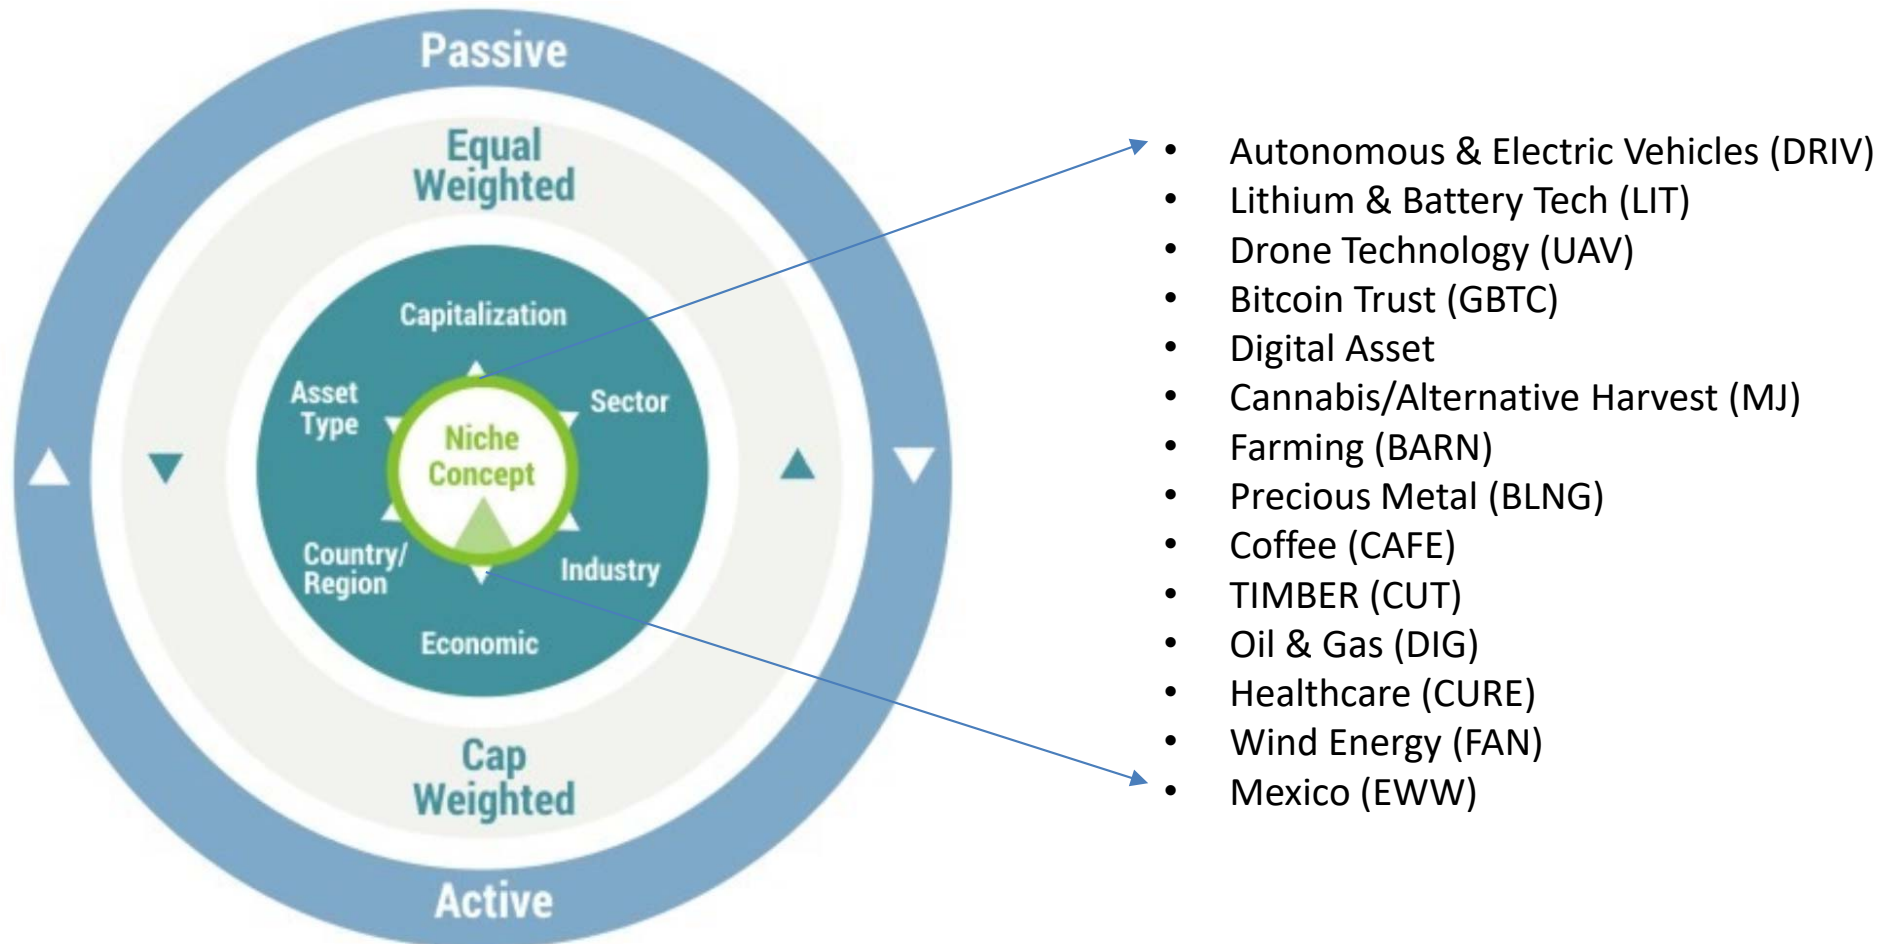 Passive
Equal
Weighted
Capitalization
Asset
Type
Sector
Niche
Concept
Country/
Region
Industry
Economic
Cap
Weighted
Active
• Autonomous & Electric Vehicles (DRIV)
• Lithium & Battery Tech (LIT)
• Drone Technology (UAV)
• Bitcoin Trust (GBTC)
• Digital Asset
• Cannabis/Alternative Harvest (MJ)
• Farming (BARN)
• Precious Metal (BLNG)
• Coffee (CAFE)
• TIMBER (CUT)
• Oil & Gas (DIG)
• Healthcare (CURE)
• Wind Energy (FAN)
• Mexico (EWW)